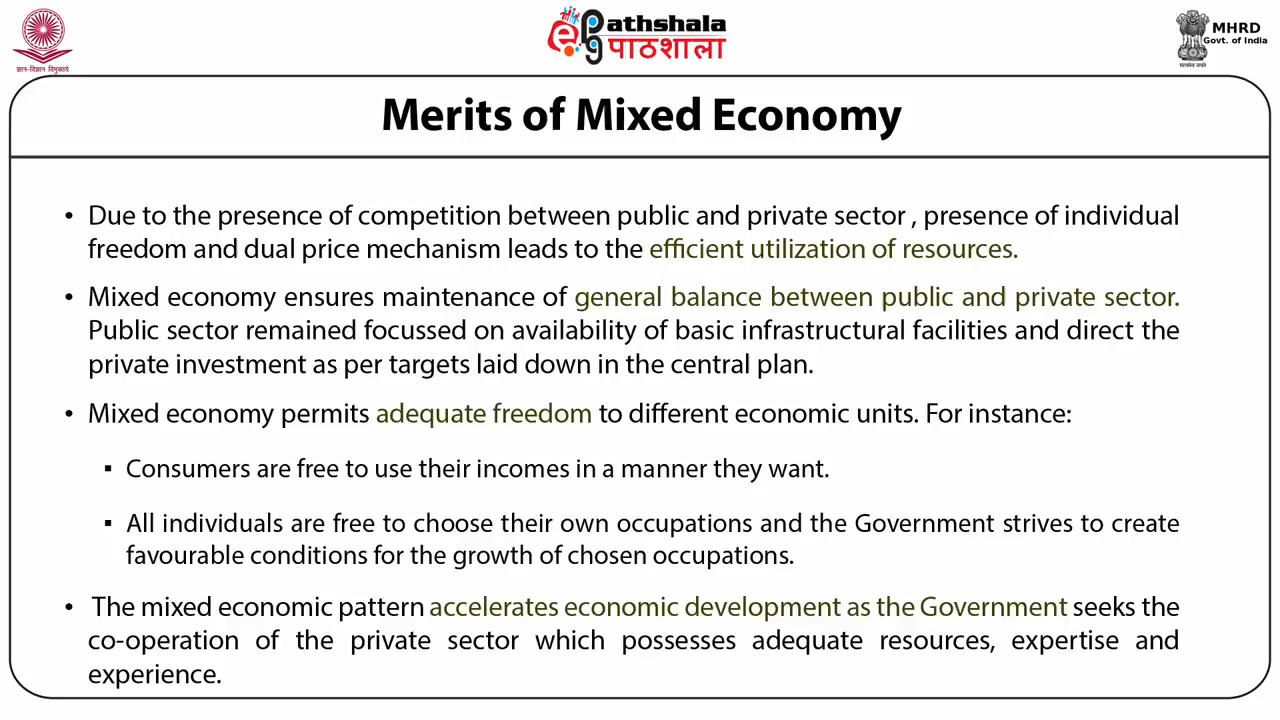 ePG Pathshala
पाठशाला
MHRD
Govt. of India
ज्ञान-विज्ञान विमुक्तये
सत्यमेव जयते
Merits of Mixed Economy
• Due to the presence of competition between public and private sector , presence of individual
freedom and dual price mechanism leads to the efficient utilization of resources.
• Mixed economy ensures maintenance of general balance between public and private sector.
Public sector remained focussed on availability of basic infrastructural facilities and direct the
private investment as per targets laid down in the central plan.
• Mixed economy permits adequate freedom to different economic units. For instance:
▪ Consumers are free to use their incomes in a manner they want.
▪ All individuals are free to choose their own occupations and the Government strives to create
favourable conditions for the growth of chosen occupations.
• The mixed economic pattern accelerates economic development as the Government seeks the
co-operation of the private sector which possesses adequate resources, expertise and
experience.